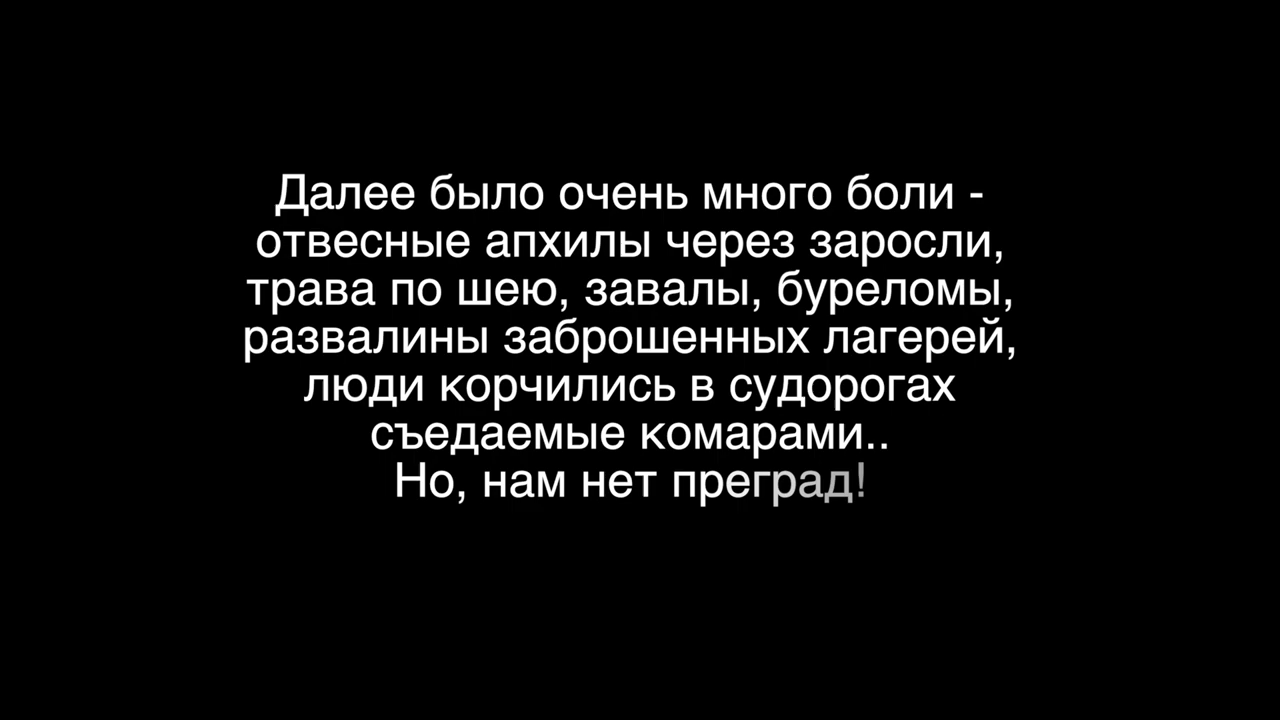 Далее было очень много боли -
отвесные апхилы через заросли,
трава по шею, завалы, буреломы,
развалины заброшенных лагерей,
люди корчились в судорогах
съедаемые комарами..
Но, нам нет преград!